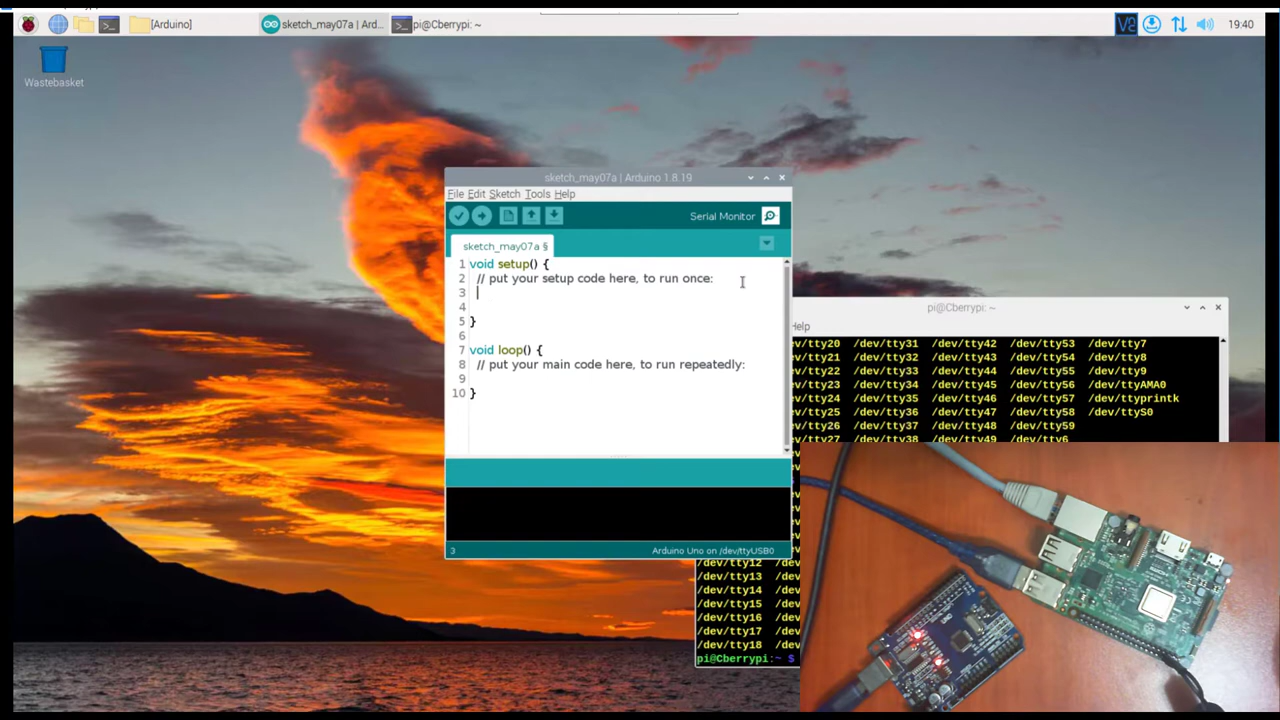 [Arduino]
sketch_may07a | Ard...
pi@Cberrypi: ~
19:40
Wastebasket
sketch_may07a | Arduino 1.8.19
File Edit Sketch Tools Help
Serial Monitor
sketch_may07a §
1 void setup() {
2 // put your setup code here, to run once:
3
4
5 }
6
7 void loop() {
8 // put your main code here, to run repeatedly:
9
10 }
3
Arduino Uno on /dev/ttyUSB0
pi@Cberrypi: ~
Help
v/tty20 /dev/tty31 /dev/tty42 /dev/tty53 /dev/tty7
v/tty21 /dev/tty32 /dev/tty43 /dev/tty54 /dev/tty8
v/tty22 /dev/tty33 /dev/tty44 /dev/tty55 /dev/tty9
v/tty23 /dev/tty34 /dev/tty45 /dev/tty56 /dev/ttyAMA0
v/tty24 /dev/tty35 /dev/tty46 /dev/tty57 /dev/ttyprintk
v/tty25 /dev/tty36 /dev/tty47 /dev/tty58 /dev/ttyS0
v/tty26 /dev/tty37 /dev/tty48 /dev/tty59
v/tty27 /dev/tty38 /dev/tty49 /dev/tty6
/dev/tty12 /dev
/dev/tty13 /dev
/dev/tty14 /dev
/dev/tty15 /dev
/dev/tty16 /dev
/dev/tty17 /dev
/dev/tty18 /dev
pi@Cberrypi:~ $